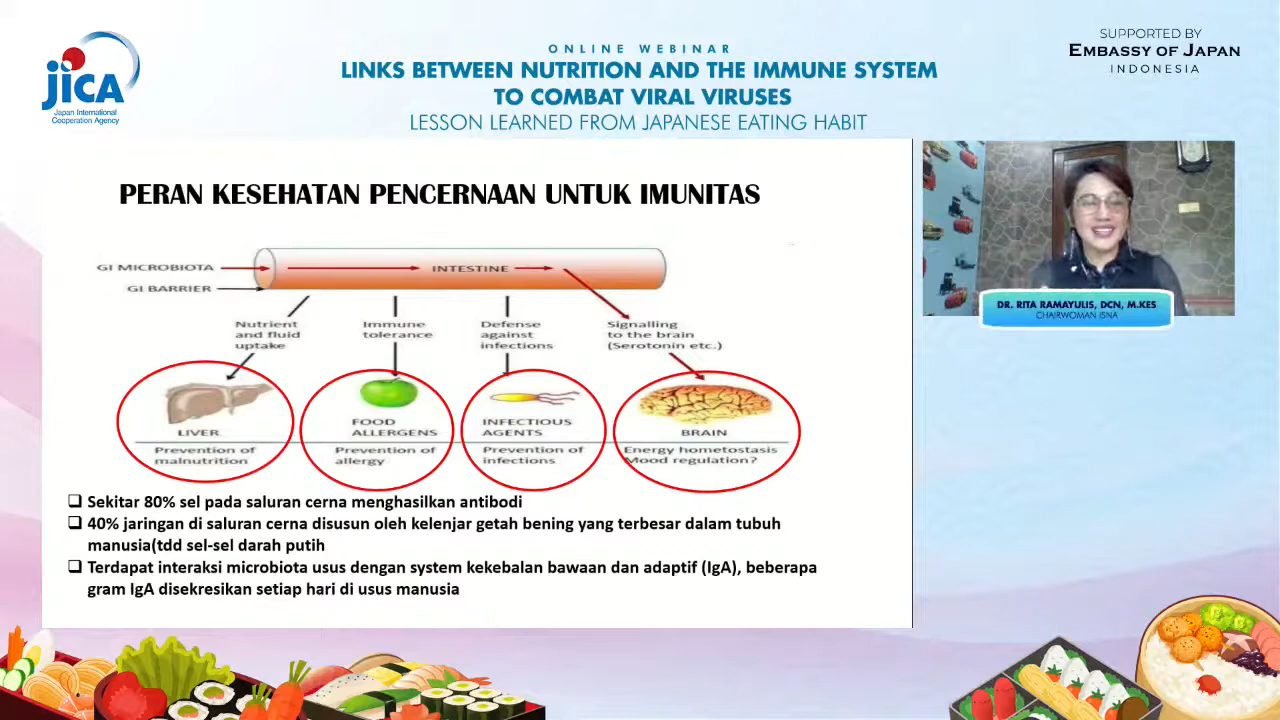 JICA
Japan International
Cooperation Agency
ONLINE WEBINAR
LINKS BETWEEN NUTRITION AND THE IMMUNE SYSTEM
TO COMBAT VIRAL VIRUSES
LESSON LEARNED FROM JAPANESE EATING HABIT
SUPPORTED BY
EMBASSY OF JAPAN
INDONESIA
PERAN KESEHATAN PENCERNAAN UNTUK IMUNITAS
GI MICROBIOTA
INTESTINE
GI BARRIER
Nutrient
and fluid
uptake
Immune
tolerance
Defense
against
infections
Signalling
to the brain
(Serotonin etc.)
LIVER
Prevention of
malnutrition
FOOD
ALLERGENS
Prevention of
allergy
INFECTIOUS
AGENTS
Prevention of
infections
BRAIN
Energy hometostasis
Mood regulation?
❑ Sekitar 80% sel pada saluran cerna menghasilkan antibodi
❑ 40% jaringan di saluran cerna disusun oleh kelenjar getah bening yang terbesar dalam tubuh
manusia(tdd sel-sel darah putih
❑ Terdapat interaksi microbiota usus dengan system kekebalan bawaan dan adaptif (IgA), beberapa
gram IgA disekresikan setiap hari di usus manusia
DR. RITA RAMAYULIS, DCN, M.KES
CHAIRWOMAN ISNA